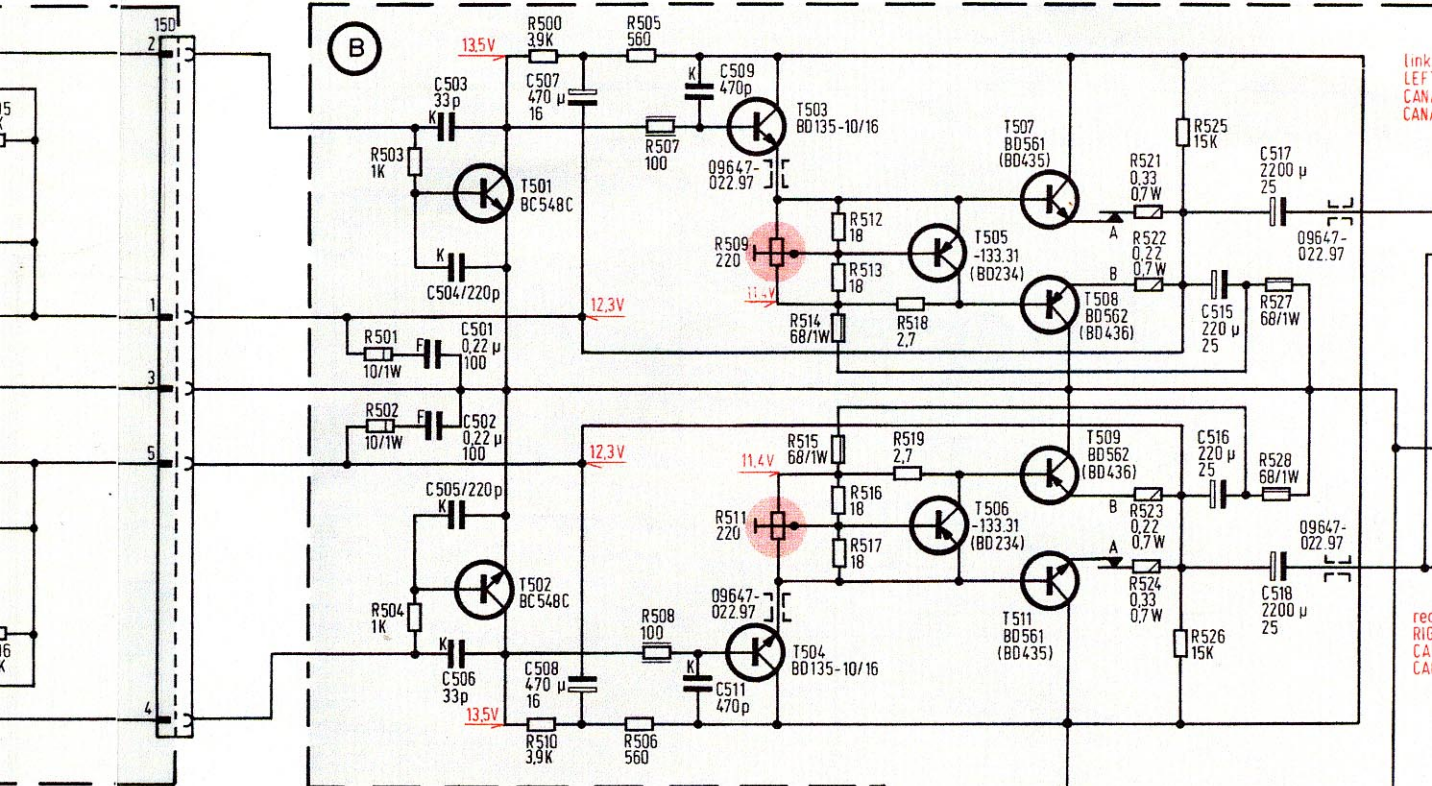 15D
2
B
13,5V
R500
3,9K
R505
560
C503
33p
K
C507
470 µ
16
K
C509
470p
T503
BD135-10/16
R503
1K
T501
BC548C
R507
100
09647-
022.97
T507
BD561
(BD435)
R521
0,33
0,7W
R525
15K
C517
2200 µ
25
A
R522
0,22
0,7W
09647-
022.97
link
LEF
CAN
CAN
K
C504/220p
R509
220
R512
18
R513
18
T505
-133.31
(BD234)
B
T508
BD562
(BD436)
C515
220 µ
25
R527
68/1W
11,4V
12,3V
1
R514
68/1W
R518
2,7
R501
10/1W
F
C501
0,22 µ
100
3
R502
10/1W
F
C502
0,22 µ
100
5
12,3V
R515
68/1W
R519
2,7
T509
BD562
(BD436)
C516
220 µ
25
R528
68/1W
11,4V
C505/220p
K
R511
220
R516
18
R517
18
T506
-133.31
(BD234)
B
R523
0,22
0,7W
09647-
022.97
A
R524
0,33
0,7W
T502
BC548C
09647-
022.97
T511
BD561
(BD435)
C518
2200 µ
25
R504
1K
R508
100
T504
BD135-10/16
R526
15K
rec
RIG
CA
CA
K
C506
33p
C508
470 µ
16
K
C511
470p
4
13,5V
R510
3,9K
R506
560